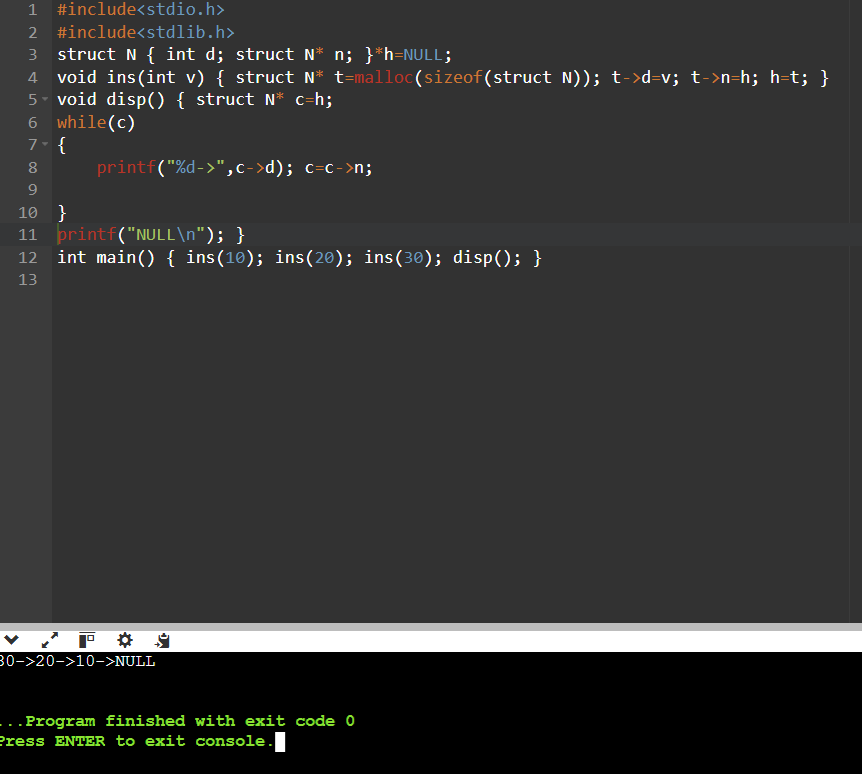 1 #include<stdio.h>
2 #include<stdlib.h>
3 struct N { int d; struct N* n; }*h=NULL;
4 void ins(int v) { struct N* t=malloc(sizeof(struct N)); t->d=v; t->n=h; h=t; }
5 void disp() { struct N* c=h;
6 while(c)
7 {
8     printf("%d->",c->d); c=c->n;
9
10 }
11 printf("NULL\n"); }
12 int main() { ins(10); ins(20); ins(30); disp(); }
13
30->20->10->NULL
...Program finished with exit code 0
Press ENTER to exit console.